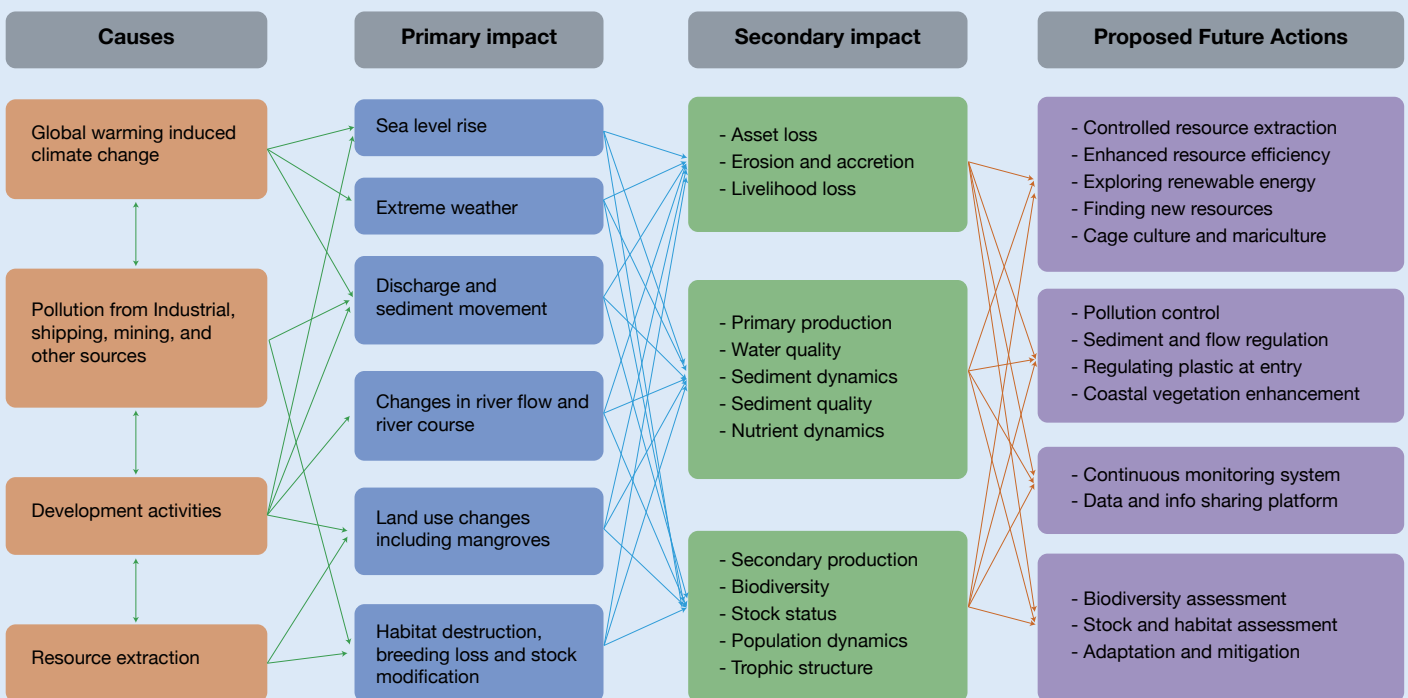 Causes
Primary impact
Secondary impact
Proposed Future Actions
Global warming induced
climate change
Pollution from Industrial,
shipping, mining, and
other sources
Development activities
Resource extraction
Sea level rise
Extreme weather
Discharge and
sediment movement
Changes in river flow and
river course
Land use changes
including mangroves
Habitat destruction,
breeding loss and stock
modification
- Asset loss
- Erosion and accretion
- Livelihood loss
- Primary production
- Water quality
- Sediment dynamics
- Sediment quality
- Nutrient dynamics
- Secondary production
- Biodiversity
- Stock status
- Population dynamics
- Trophic structure
- Controlled resource extraction
- Enhanced resource efficiency
- Exploring renewable energy
- Finding new resources
- Cage culture and mariculture
- Pollution control
- Sediment and flow regulation
- Regulating plastic at entry
- Coastal vegetation enhancement
- Continuous monitoring system
- Data and info sharing platform
- Biodiversity assessment
- Stock and habitat assessment
- Adaptation and mitigation